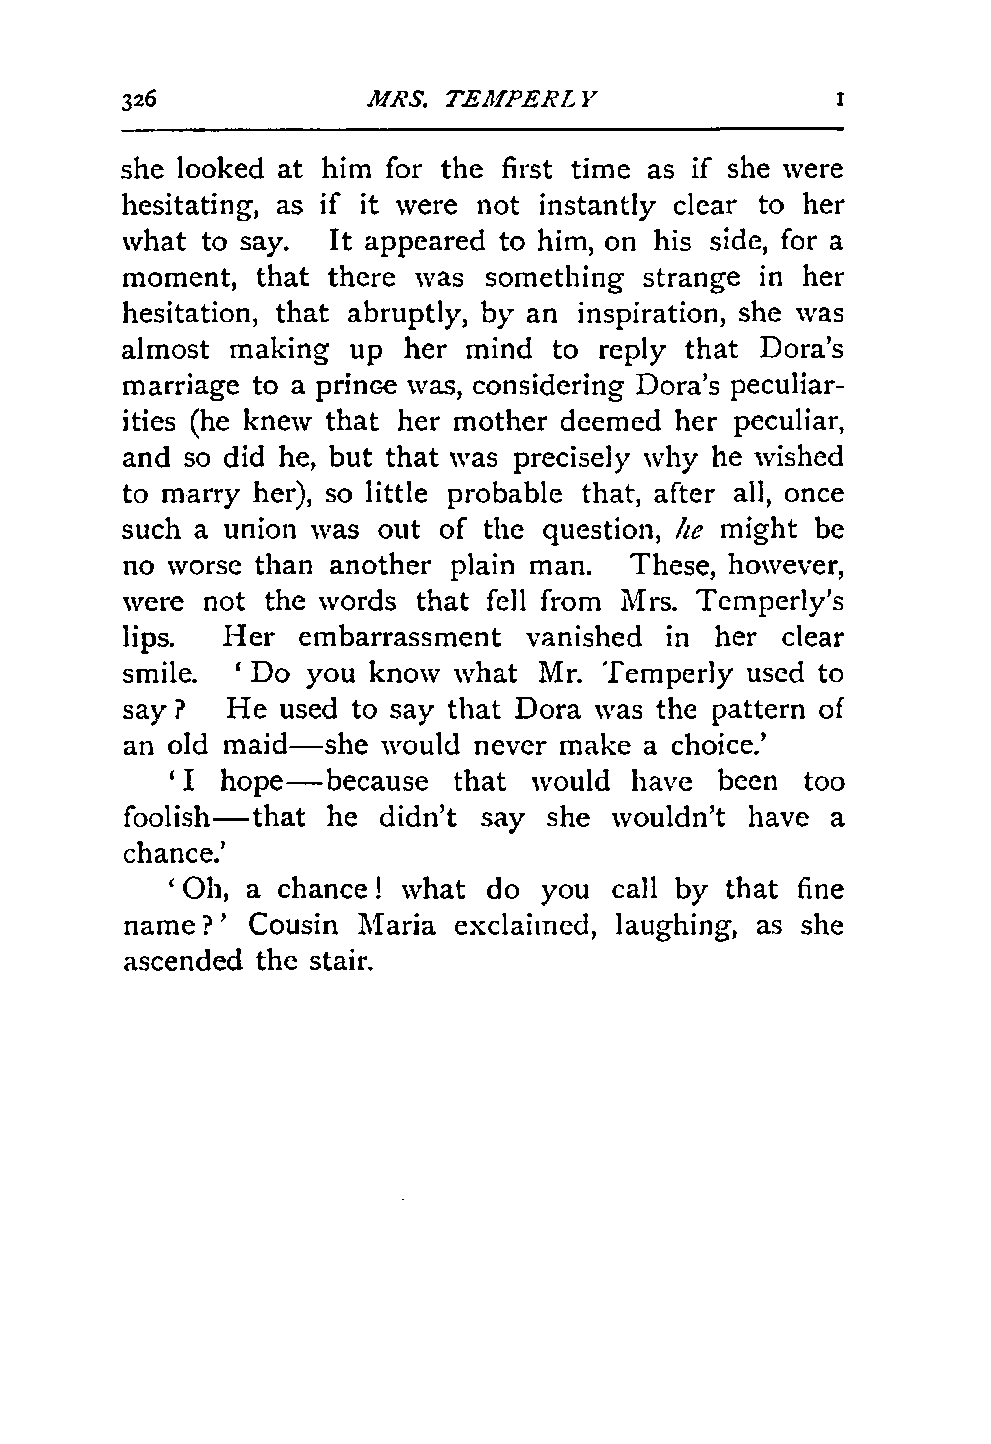 326 MRS. TEMPERLY I
she looked at him for the first time as if she were
hesitating, as if it were not instantly clear to her
what to say. It appeared to him, on his side, for a
moment, that there was something strange in her
hesitation, that abruptly, by an inspiration, she was
almost making up her mind to reply that Dora's
marriage to a prince was, considering Dora's peculiar-
ities (he knew that her mother deemed her peculiar,
and so did he, but that was precisely why he wished
to marry her), so little probable that, after all, once
such a union was out of the question, he might be
no worse than another plain man. These, however,
were not the words that fell from Mrs. Temperly's
lips. Her embarrassment vanished in her clear
smile. ‘Do you know what Mr. Temperly used to
say? He used to say that Dora was the pattern of
an old maid—she would never make a choice.’
‘I hope—because that would have been too
foolish—that he didn't say she wouldn't have a
chance.’
‘Oh, a chance! what do you call by that fine
name?’ Cousin Maria exclaimed, laughing, as she
ascended the stair.